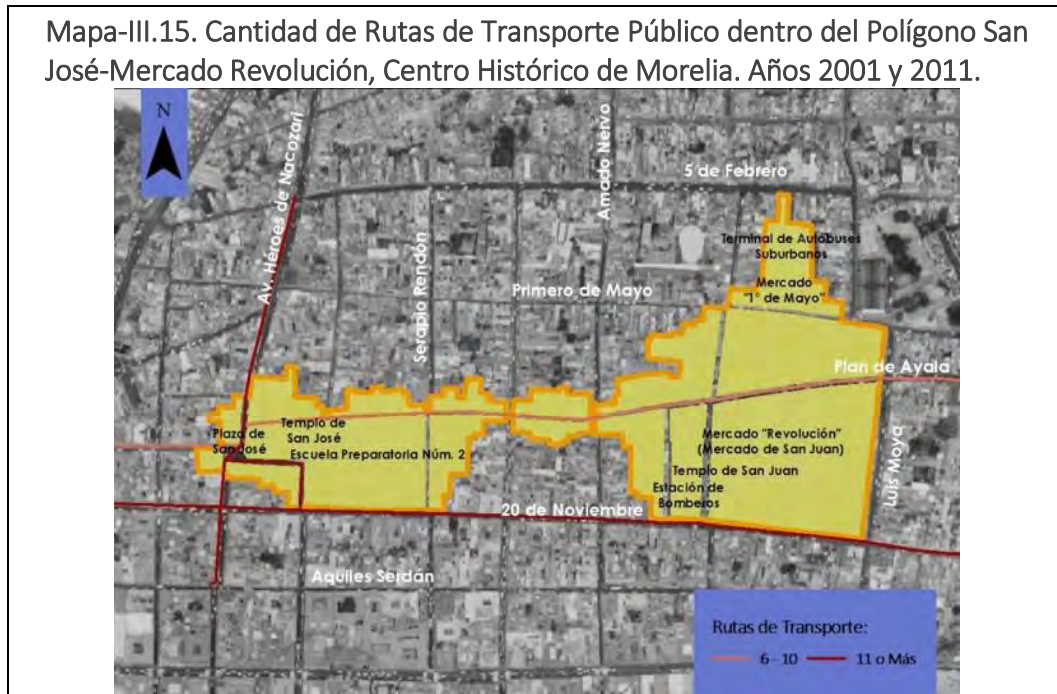 Mapa-III.15. Cantidad de Rutas de Transporte Público dentro del Polígono San
José-Mercado Revolución, Centro Histórico de Morelia. Años 2001 y 2011.
N
Av. Héroes de Nacozari
Amado Nervo
5 de Febrero
Terminal de Autobuses
Suburbanos
Serapio Rendón
Primero de Mayo
Mercado
"1° de Mayo"
Plan de Ayala
Plaza de
San José
Templo de
San José
Escuela Preparatoria Núm. 2
Mercado "Revolución"
(Mercado de San Juan)
Luis Moya
Templo de San Juan
Estación de
Bomberos
20 de Noviembre
Aquiles Serdán
Rutas de Transporte:
6 - 10
11 o Más